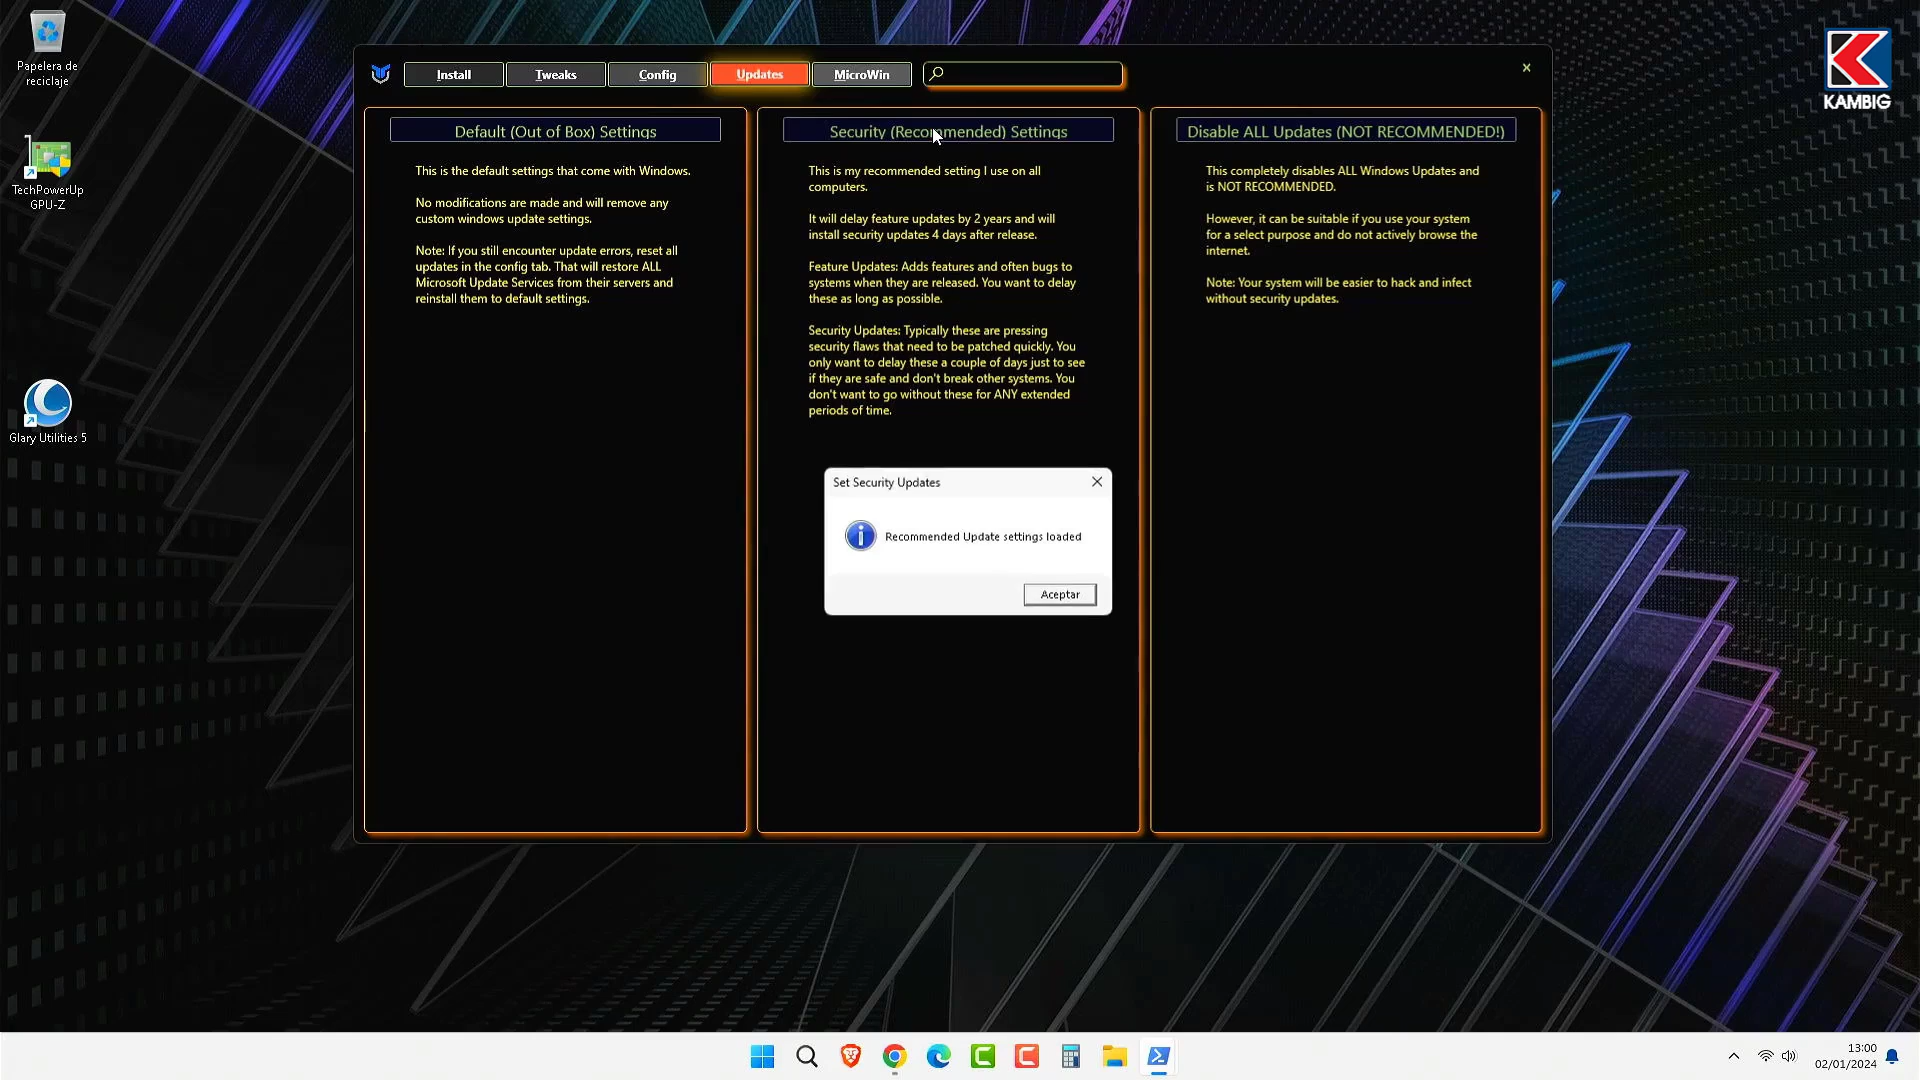 Papelera de
reciclaje
TechPowerUp
GPU-Z
Glary Utilities 5
KAMBIG
Install
Tweaks
Config
Updates
MicroWin
Default (Out of Box) Settings
This is the default settings that come with Windows.
No modifications are made and will remove any
custom windows update settings.
Note: If you still encounter update errors, reset all
updates in the config tab. That will restore ALL
Microsoft Update Services from their servers and
reinstall them to default settings.
Security (Recommended) Settings
This is my recommended setting I use on all
computers.
It will delay feature updates by 2 years and will
install security updates 4 days after release.
Feature Updates: Adds features and often bugs to
systems when they are released. You want to delay
these as long as possible.
Security Updates: Typically these are pressing
security flaws that need to be patched quickly. You
only want to delay these a couple of days just to see
if they are safe and don't break other systems. You
don't want to go without these for ANY extended
periods of time.
Disable ALL Updates (NOT RECOMMENDED!)
This completely disables ALL Windows Updates and
is NOT RECOMMENDED.
However, it can be suitable if you use your system
for a select purpose and do not actively browse the
internet.
Note: Your system will be easier to hack and infect
without security updates.
Set Security Updates
Recommended Update settings loaded
Aceptar
13:00
02/01/2024